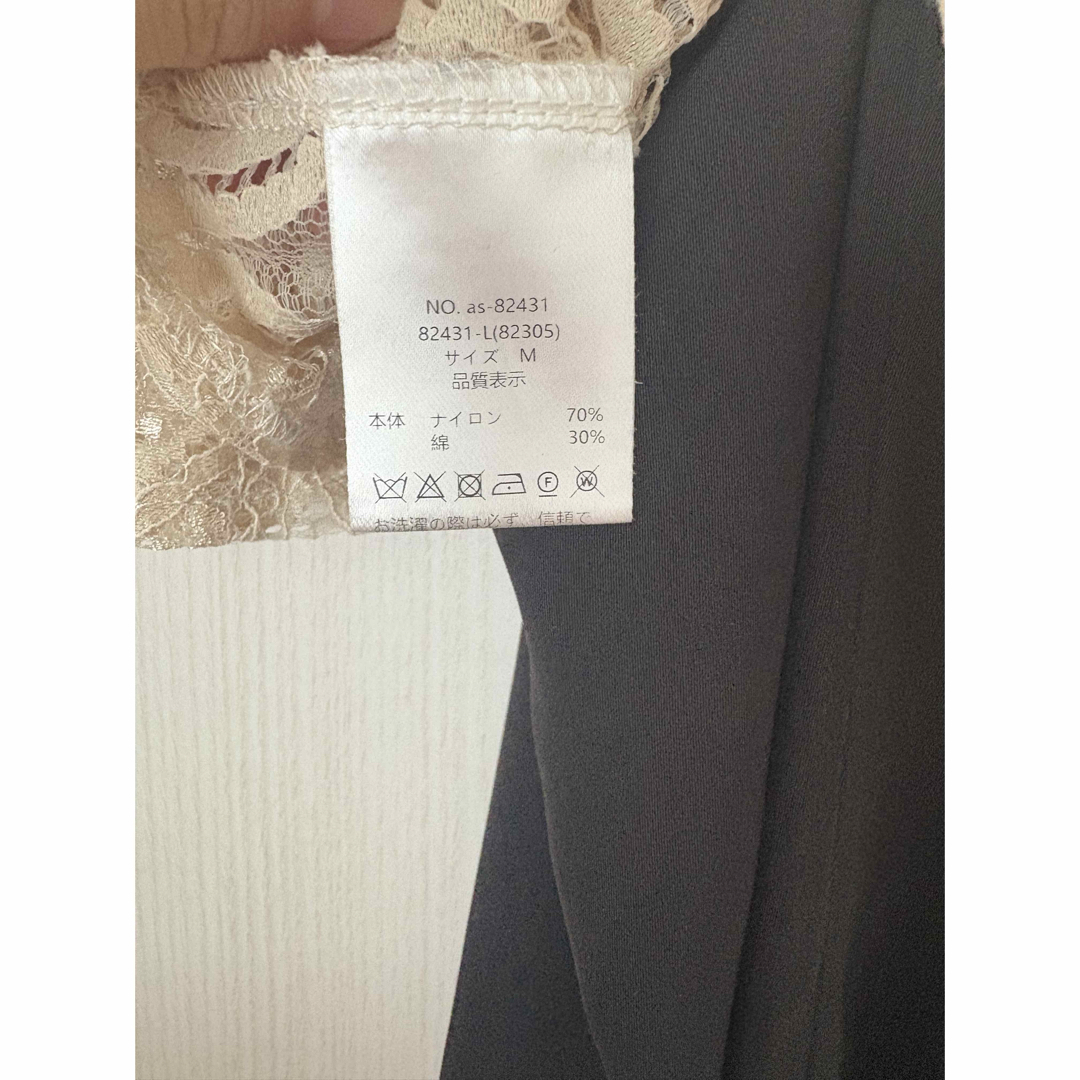 NO. as-82431
82431-L(82305)
サイズ　M
品質表示
本体　ナイロン　70%
綿　30%
F W
お洗濯の際は必ず、信頼で